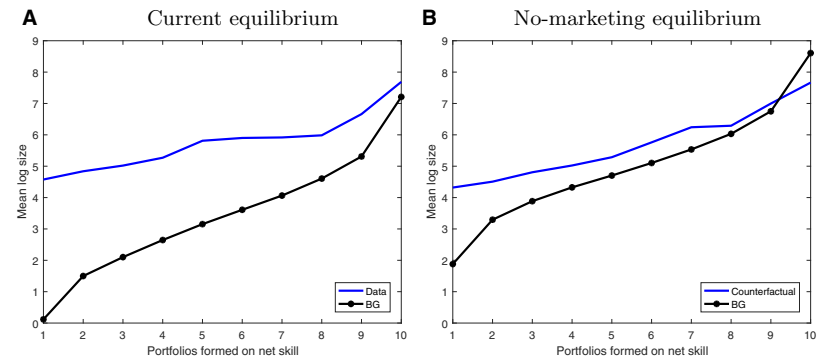 A Current equilibrium
9
8
7
6
5
4
3
2
1
0
Mean log size
1 2 3 4 5 6 7 8 9 10
Portfolios formed on net skill
Data
BG
B No-marketing equilibrium
9
8
7
6
5
4
3
2
1
0
Mean log size
1 2 3 4 5 6 7 8 9 10
Portfolios formed on net skill
Counterfactual
BG